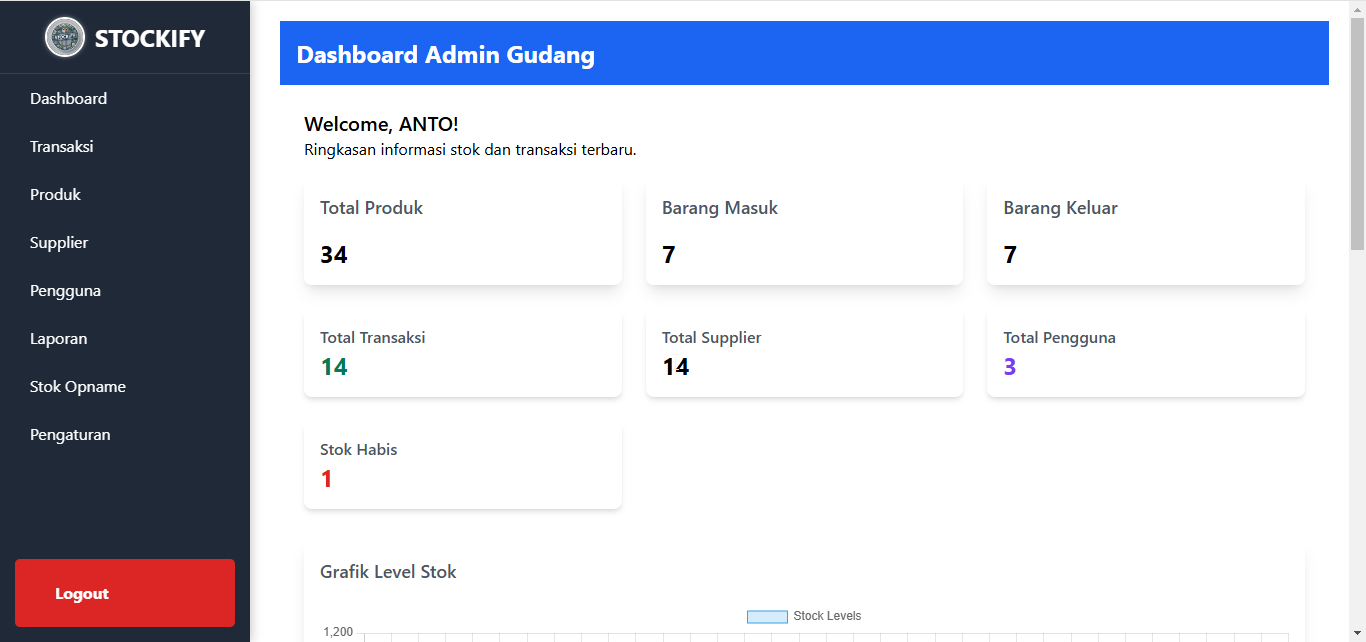 STOCKIFY
Dashboard
Transaksi
Produk
Supplier
Pengguna
Laporan
Stok Opname
Pengaturan
Logout
Dashboard Admin Gudang
Welcome, ANTO!
Ringkasan informasi stok dan transaksi terbaru.
Total Produk
34
Barang Masuk
7
Barang Keluar
7
Total Transaksi
14
Total Supplier
14
Total Pengguna
3
Stok Habis
1
Grafik Level Stok
Stock Levels
1,200